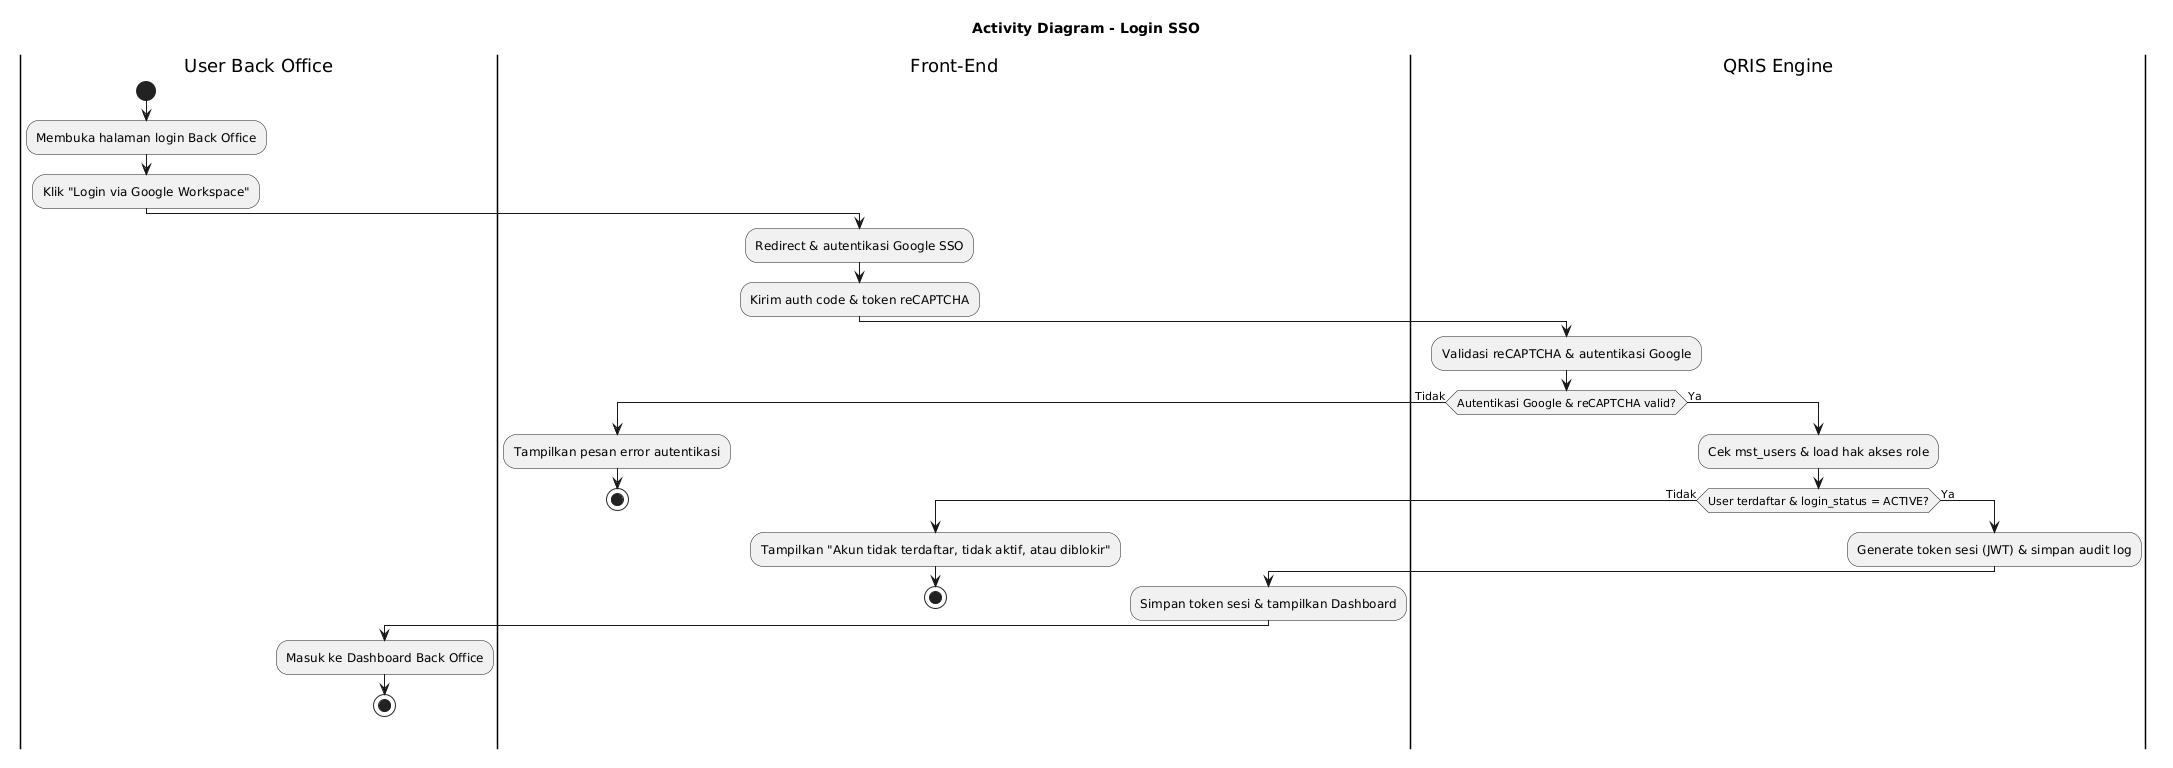 Activity Diagram - Login SSO
User Back Office
Front-End
QRIS Engine
Membuka halaman login Back Office
Klik "Login via Google Workspace"
Redirect & autentikasi Google SSO
Kirim auth code & token reCAPTCHA
Validasi reCAPTCHA & autentikasi Google
Tidak
Autentikasi Google & reCAPTCHA valid?
Ya
Tampilkan pesan error autentikasi
Cek mst_users & load hak akses role
Tidak
User terdaftar & login_status = ACTIVE?
Ya
Tampilkan "Akun tidak terdaftar, tidak aktif, atau diblokir"
Generate token sesi (JWT) & simpan audit log
Simpan token sesi & tampilkan Dashboard
Masuk ke Dashboard Back Office